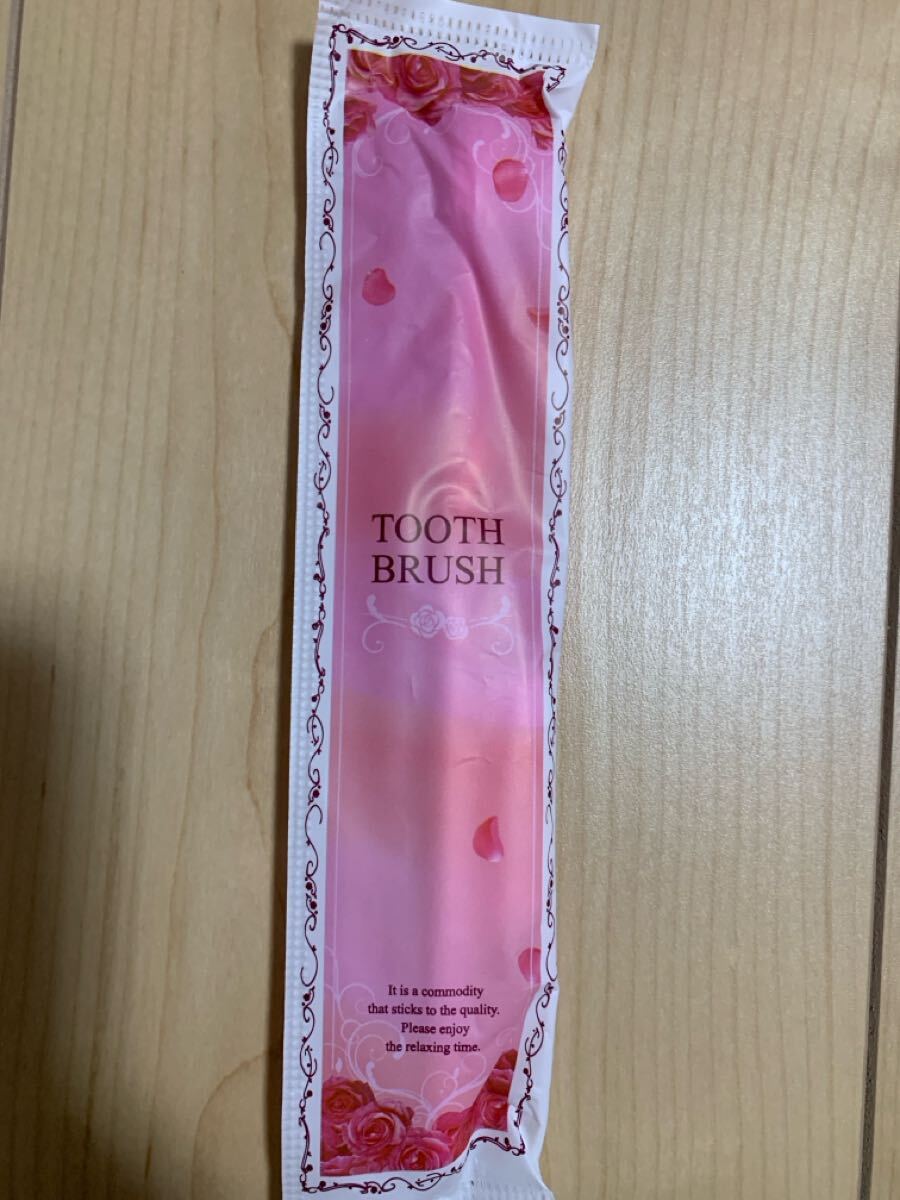 TOOTH
BRUSH
It is a commodity
that sticks to the quality.
Please enjoy
the relaxing time.